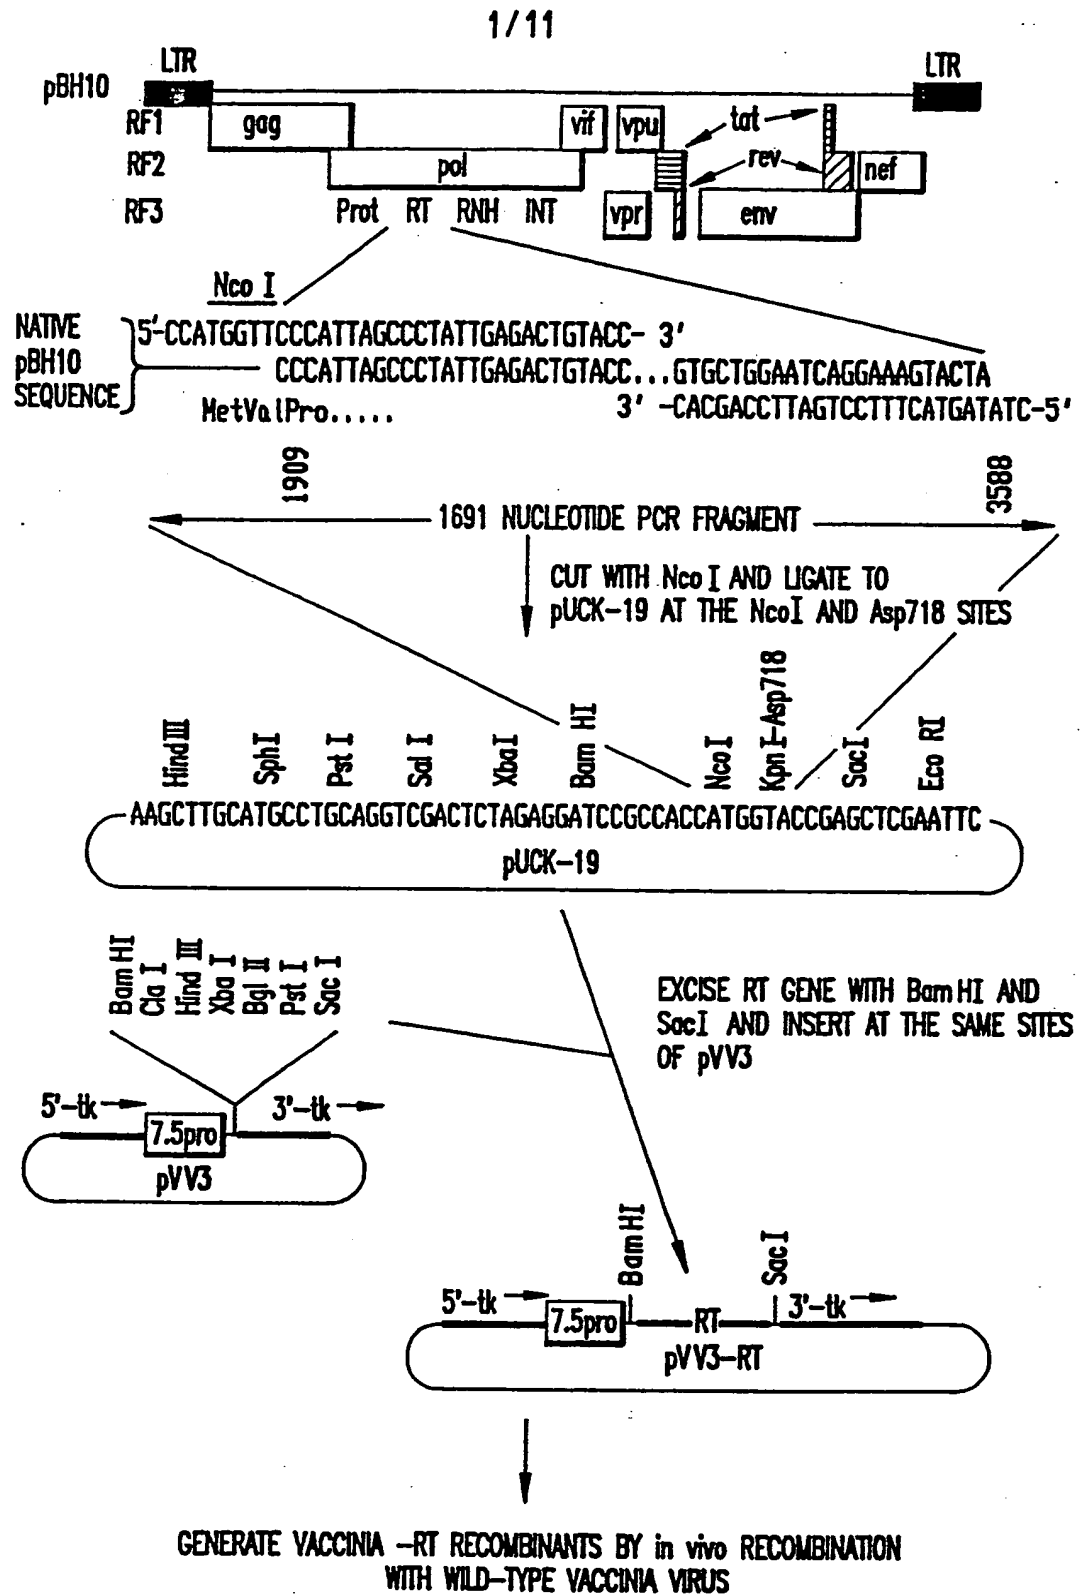 1/11
LTR
LTR
pBH10
RF1
gag
vif
vpu
tat
RF2
pol
rev
nef
RF3
Prot RT RNH INT
vpr
env
Nco I
NATIVE
pBH10
SEQUENCE
5'-CCATGGTTCCCATTAGCCCTATTGAGACTGTACC- 3'
CCCATTAGCCCTATTGAGACTGTACC...GTGCTGGAATCAGGAAAGTACTA
MetValPro.....
3' -CACGACCTTAGTCCTTTCATGATATC-5'
1909
3588
1691 NUCLEOTIDE PCR FRAGMENT
CUT WITH Nco I AND LIGATE TO
pUCK-19 AT THE NcoI AND Asp718 SITES
Hind III
SphI
Pst I
Sal I
XbaI
Bam HI
NcoI
Kpn I-Asp718
SacI
Eco RI
AAGCTTGCATGCCTGCAGGTCGACTCTAGAGGATCCGCCACCATGGTACCGAGCTCGAATTC
pUCK-19
Bam HI
Cla I
Hind III
Xba I
Bgl II
Pst I
Sac I
EXCISE RT GENE WITH Bam HI AND
SacI AND INSERT AT THE SAME SITES
OF pVV3
5'-tk
7.5pro
3'-tk
pVV3
Bam HI
SacI
5'-tk
7.5pro
RT
3'-tk
pVV3-RT
GENERATE VACCINIA -RT RECOMBINANTS BY in vivo RECOMBINATION
WITH WILD-TYPE VACCINIA VIRUS